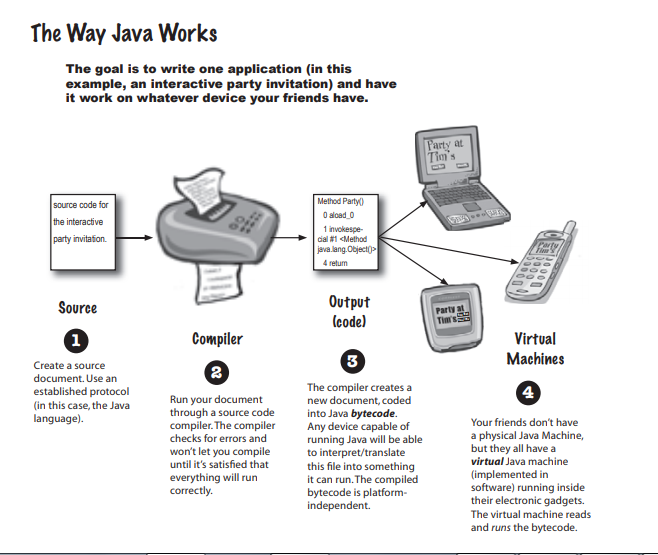 The Way Java Works
The goal is to write one application (in this
example, an interactive party invitation) and have
it work on whatever device your friends have.
source code for
the interactive
party invitation.
Method Party()
0 aload_0
1 invokespe-
cial #1 <Method
java.lang.Object()>
4 return
Party at
Tim's
Party at
Tim's
Party at
Tim's
Source
1
Create a source
document. Use an
established protocol
(in this case, the Java
language).
Compiler
2
Run your document
through a source code
compiler. The compiler
checks for errors and
won't let you compile
until it's satisfied that
everything will run
correctly.
Output
(code)
3
The compiler creates a
new document, coded
into Java bytecode.
Any device capable of
running Java will be able
to interpret/translate
this file into something
it can run. The compiled
bytecode is platform-
independent.
Virtual
Machines
4
Your friends don't have
a physical Java Machine,
but they all have a
virtual Java machine
(implemented in
software) running inside
their electronic gadgets.
The virtual machine reads
and runs the bytecode.